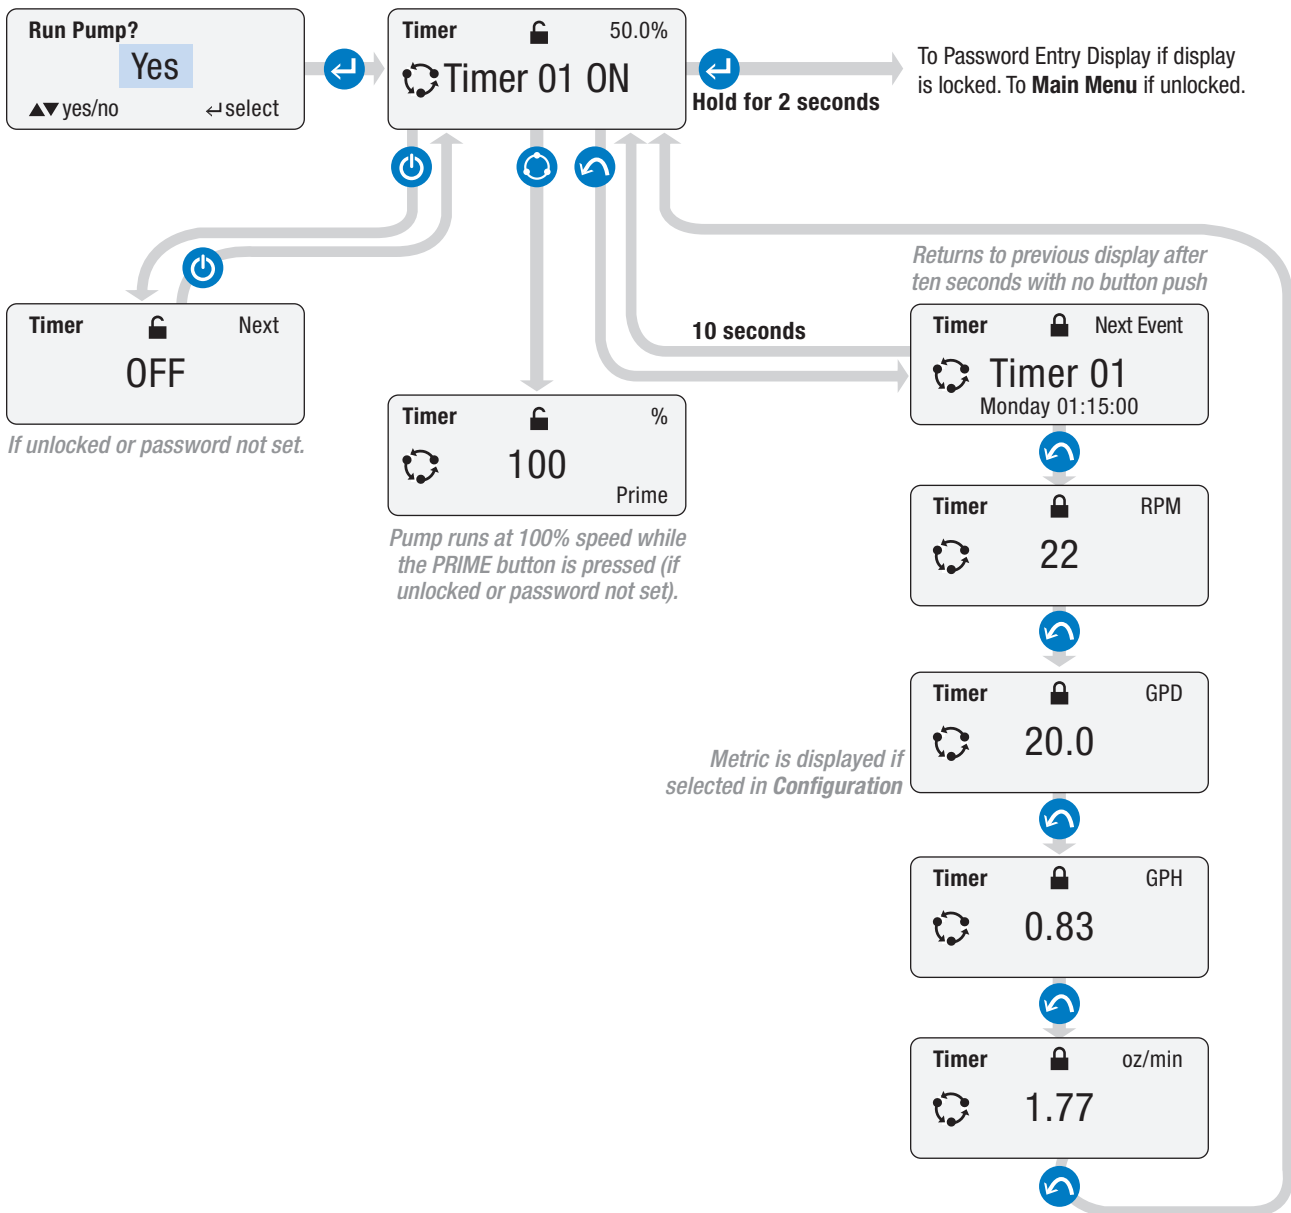 Run Pump?
Yes
▲▼ yes/no ↵ select
Timer 50.0%
Timer 01 ON
Hold for 2 seconds
To Password Entry Display if display
is locked. To Main Menu if unlocked.
Timer Next
OFF
If unlocked or password not set.
Timer %
100
Prime
Pump runs at 100% speed while
the PRIME button is pressed (if
unlocked or password not set).
10 seconds
Returns to previous display after
ten seconds with no button push
Timer Next Event
Timer 01
Monday 01:15:00
Timer RPM
22
Timer GPD
20.0
Metric is displayed if
selected in Configuration
Timer GPH
0.83
Timer oz/min
1.77